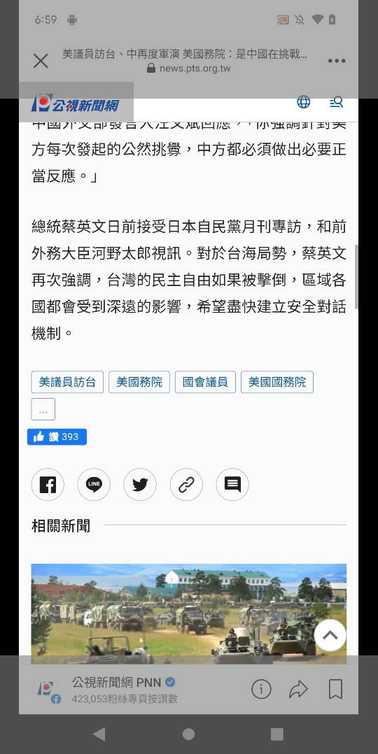 6:59
美議員訪台、中再度軍演 美國務院：是中國在挑戰...
news.pts.org.tw
公視新聞網
中國外交部發言人汪文斌回應，「你強調針對美
方每次發起的公然挑釁，中方都必須做出必要正
當反應。」
總統蔡英文日前接受日本自民黨月刊專訪，和前
外務大臣河野太郎視訊。對於台海局勢，蔡英文
再次強調，台灣的民主自由如果被擊倒，區域各
國都會受到深遠的影響，希望盡快建立安全對話
機制。
美議員訪台 美國務院 國會議員 美國國務院
...
讚 393
LINE
相關新聞
公視新聞網 PNN
423,053粉絲專頁按讚數